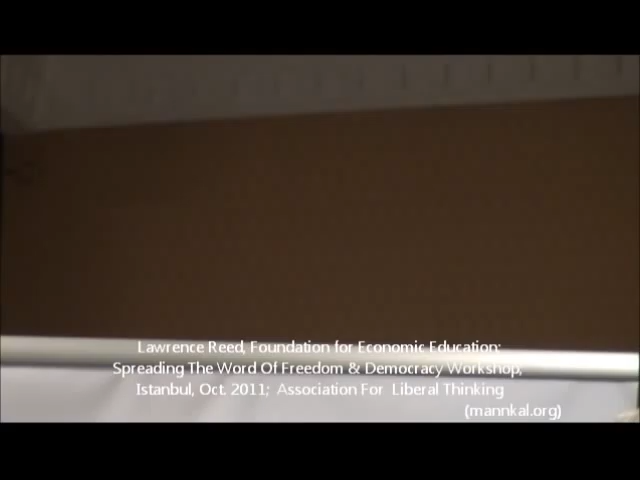 Lawrence Reed, Foundation for Economic Education:
Spreading The Word Of Freedom & Democracy Workshop,
Istanbul, Oct. 2011;  Association For  Liberal Thinking
(mannkal.org)